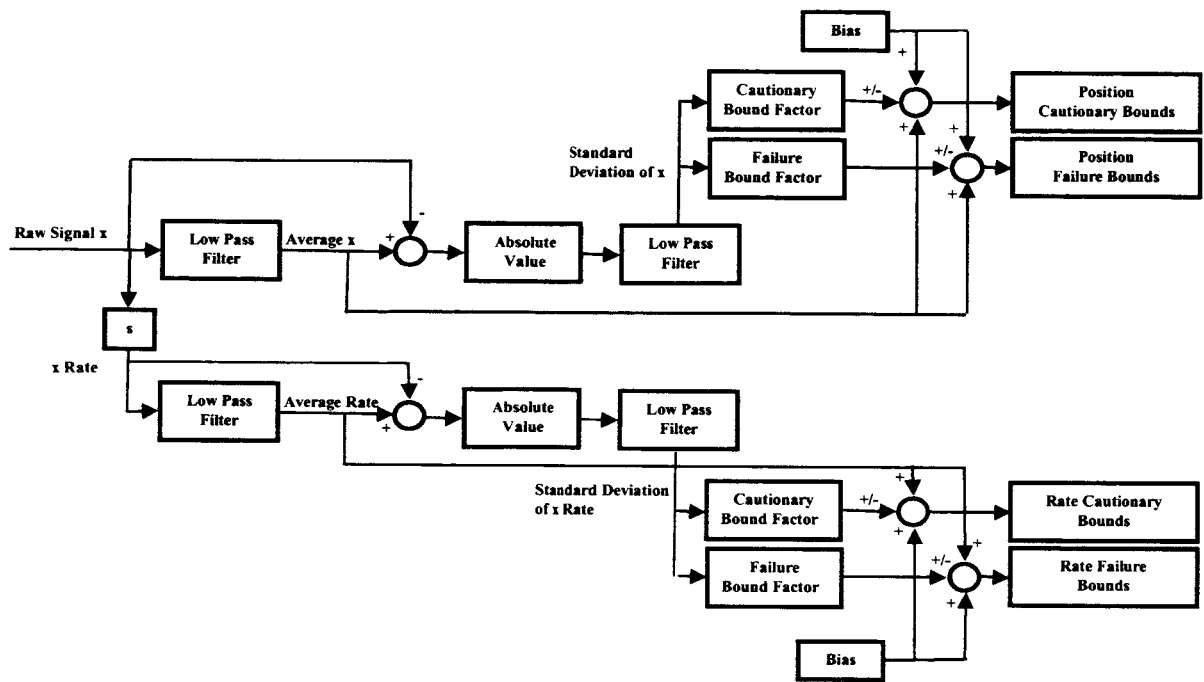 Bias
+
Cautionary
Bound Factor
+/-
+
Position
Cautionary Bounds
Standard
Deviation of x
Failure
Bound Factor
+/-
+
+
Position
Failure Bounds
Raw Signal x
Low Pass
Filter
Average x
+
-
Absolute
Value
Low Pass
Filter
s
x Rate
Low Pass
Filter
Average Rate
+
-
Absolute
Value
Low Pass
Filter
Standard Deviation
of x Rate
Cautionary
Bound Factor
+/-
+
+
Rate Cautionary
Bounds
Failure
Bound Factor
+/-
+
+
Rate Failure
Bounds
Bias